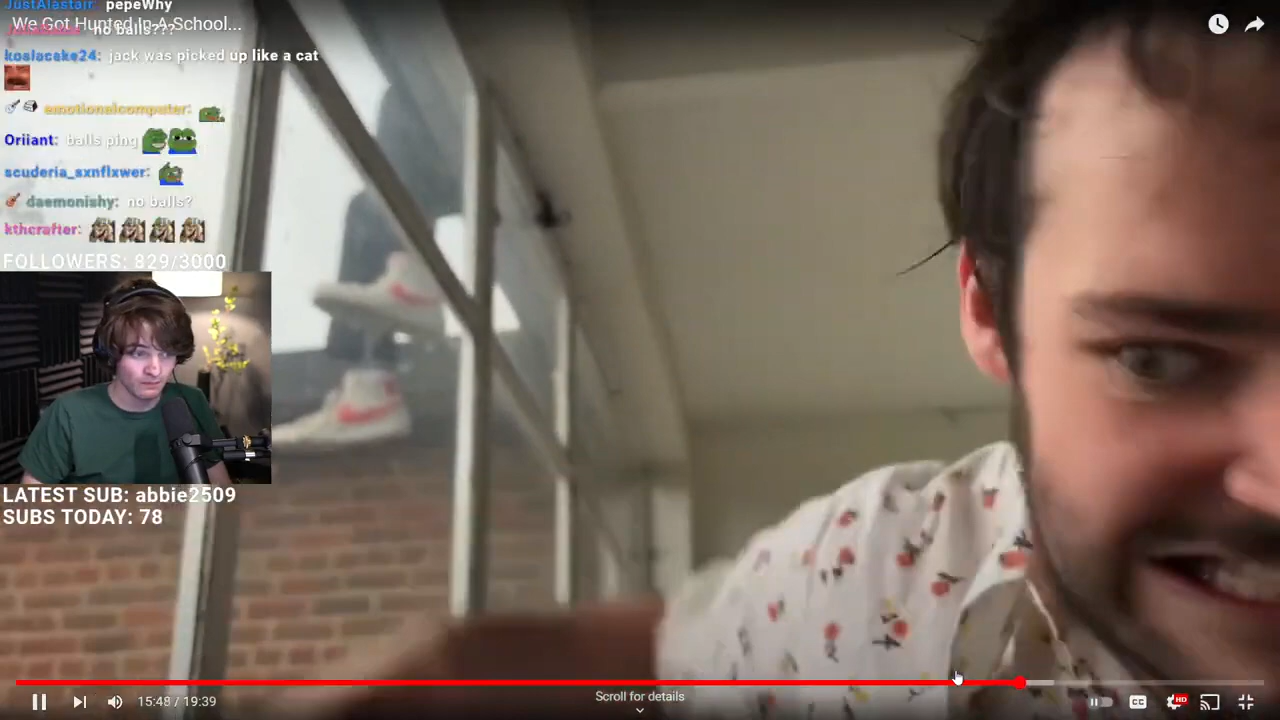 JustAlastair: pepeWhy
We Got Hunted In A School...
no balls???
koalacake24: jack was picked up like a cat
emotionalcomputer:
Oriiant: balls ping
scuderia_sxnflxwer:
daemonishy: no balls?
kthcrafter:
FOLLOWERS: 829/3000
LATEST SUB: abbie2509
SUBS TODAY: 78
15:48 / 19:39
Scroll for details
CC
HD